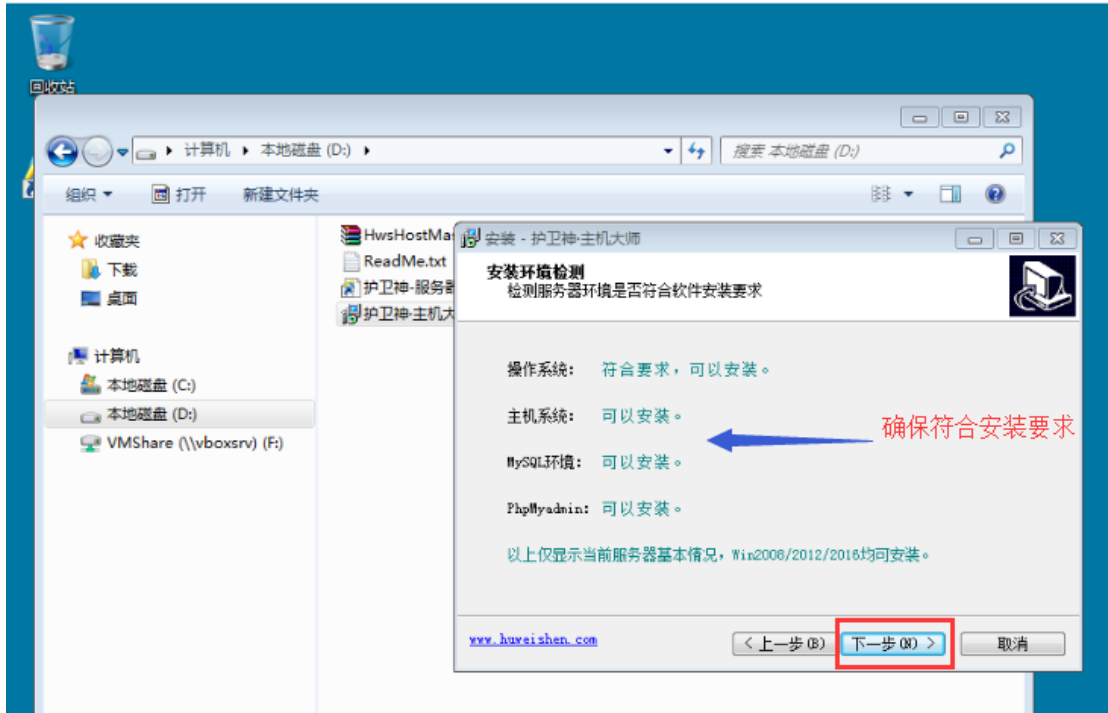 回收站
计算机 本地磁盘 (D:)
搜索 本地磁盘 (D:)
组织 打开 新建文件夹
收藏夹
下载
桌面
计算机
本地磁盘 (C:)
本地磁盘 (D:)
VMShare (\\vboxsrv) (F:)
HwsHostMa
ReadMe.txt
护卫神-服务器
护卫神·主机大
安装 - 护卫神·主机大师
安装环境检测
检测服务器环境是否符合软件安装要求
操作系统: 符合要求，可以安装。
主机系统: 可以安装。
确保符合安装要求
MySQL环境: 可以安装。
PhpMyadmin: 可以安装。
以上仅显示当前服务器基本情况，Win2008/2012/2016均可安装。
www.huweishen.com
< 上一步(B) 下一步(N) > 取消